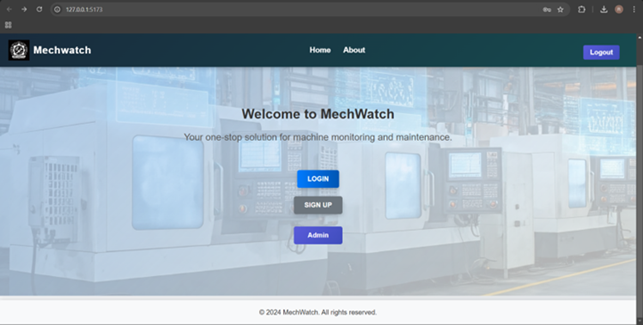 127.0.0.1:5173
Mechwatch
Home About
Logout
Welcome to MechWatch
Your one-stop solution for machine monitoring and maintenance.
LOGIN
SIGN UP
Admin
© 2024 MechWatch. All rights reserved.